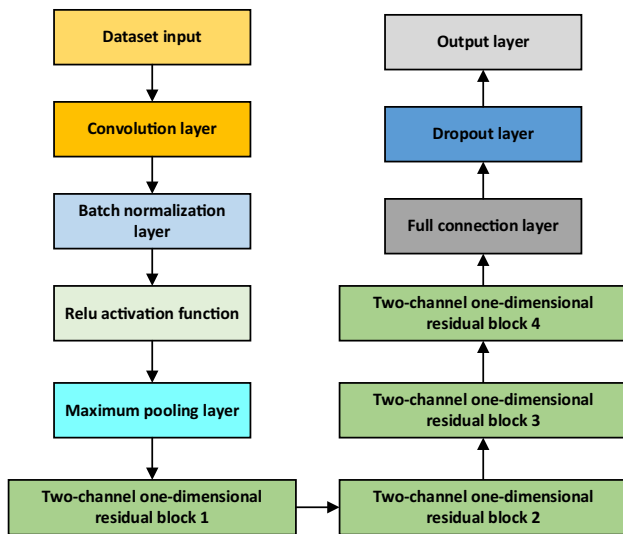 Dataset input
Convolution layer
Batch normalization
layer
Relu activation function
Maximum pooling layer
Two-channel one-dimensional
residual block 1
Two-channel one-dimensional
residual block 2
Two-channel one-dimensional
residual block 3
Two-channel one-dimensional
residual block 4
Full connection layer
Dropout layer
Output layer